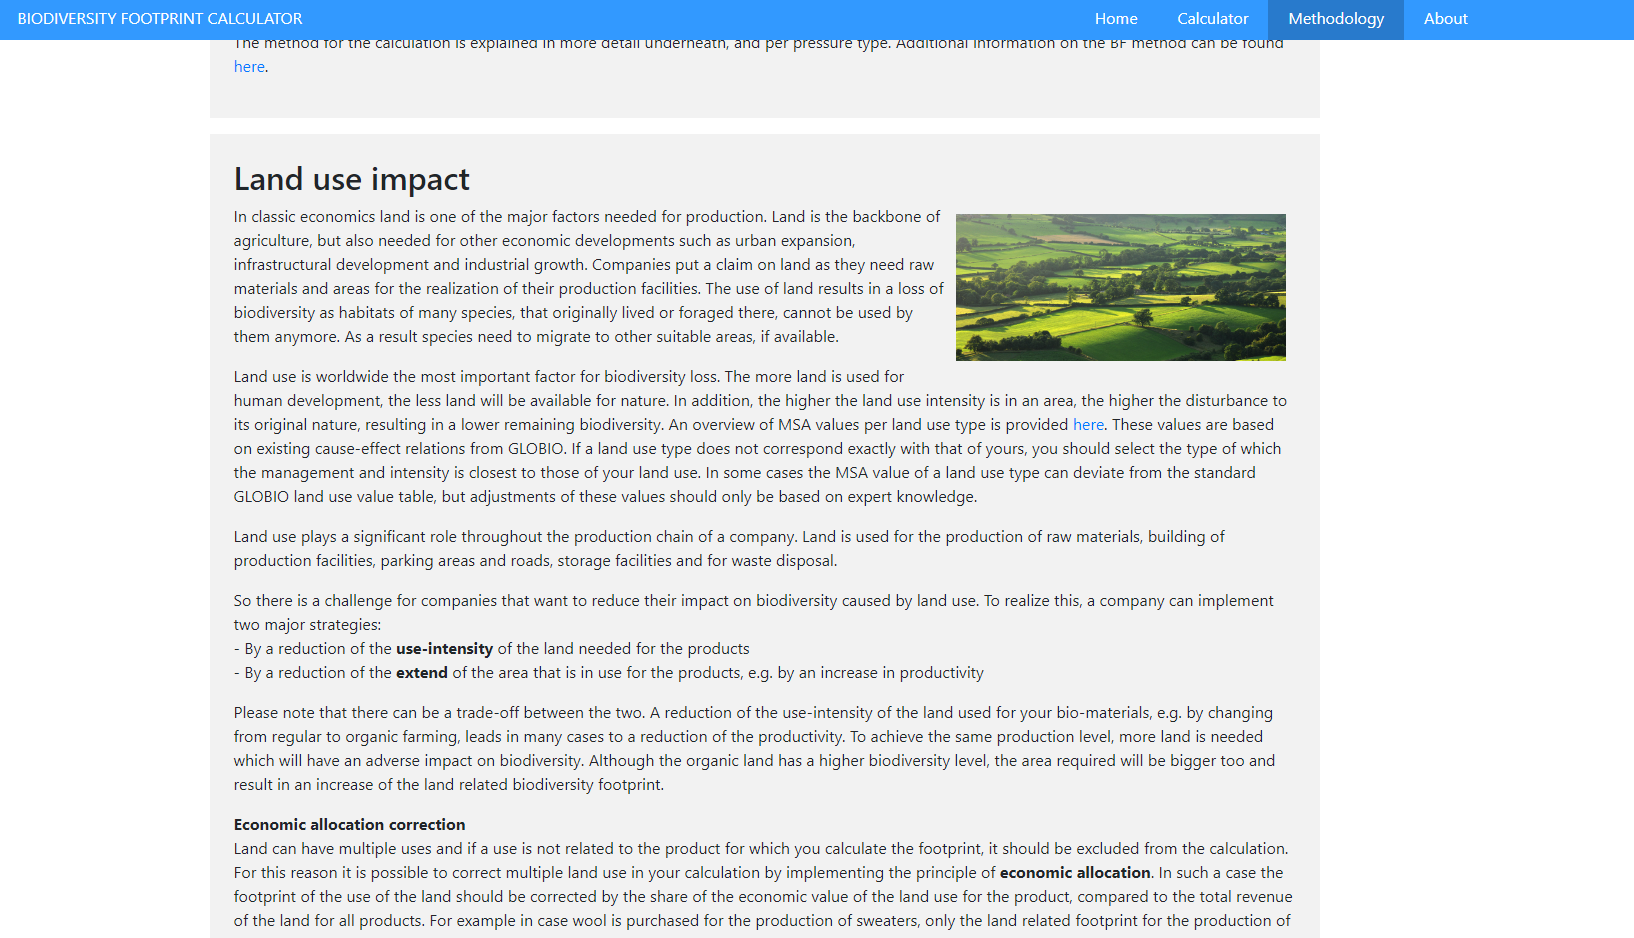 BIODIVERSITY FOOTPRINT CALCULATOR
Home
Calculator
Methodology
About
The method for the calculation is explained in more detail underneath, and per pressure type. Additional information on the BF method can be found
here.
Land use impact
In classic economics land is one of the major factors needed for production. Land is the backbone of
agriculture, but also needed for other economic developments such as urban expansion,
infrastructural development and industrial growth. Companies put a claim on land as they need raw
materials and areas for the realization of their production facilities. The use of land results in a loss of
biodiversity as habitats of many species, that originally lived or foraged there, cannot be used by
them anymore. As a result species need to migrate to other suitable areas, if available.
Land use is worldwide the most important factor for biodiversity loss. The more land is used for
human development, the less land will be available for nature. In addition, the higher the land use intensity is in an area, the higher the disturbance to
its original nature, resulting in a lower remaining biodiversity. An overview of MSA values per land use type is provided here. These values are based
on existing cause-effect relations from GLOBIO. If a land use type does not correspond exactly with that of yours, you should select the type of which
the management and intensity is closest to those of your land use. In some cases the MSA value of a land use type can deviate from the standard
GLOBIO land use value table, but adjustments of these values should only be based on expert knowledge.
Land use plays a significant role throughout the production chain of a company. Land is used for the production of raw materials, building of
production facilities, parking areas and roads, storage facilities and for waste disposal.
So there is a challenge for companies that want to reduce their impact on biodiversity caused by land use. To realize this, a company can implement
two major strategies:
- By a reduction of the use-intensity of the land needed for the products
- By a reduction of the extend of the area that is in use for the products, e.g. by an increase in productivity
Please note that there can be a trade-off between the two. A reduction of the use-intensity of the land used for your bio-materials, e.g. by changing
from regular to organic farming, leads in many cases to a reduction of the productivity. To achieve the same production level, more land is needed
which will have an adverse impact on biodiversity. Although the organic land has a higher biodiversity level, the area required will be bigger too and
result in an increase of the land related biodiversity footprint.
Economic allocation correction
Land can have multiple uses and if a use is not related to the product for which you calculate the footprint, it should be excluded from the calculation.
For this reason it is possible to correct multiple land use in your calculation by implementing the principle of economic allocation. In such a case the
footprint of the use of the land should be corrected by the share of the economic value of the land use for the product, compared to the total revenue
of the land for all products. For example in case wool is purchased for the production of sweaters, only the land related footprint for the production of